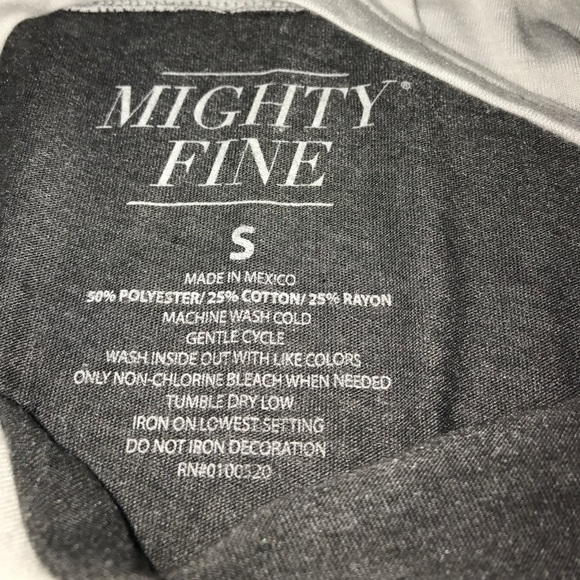 MIGHTY®
FINE
S
MADE IN MEXICO
50% POLYESTER/ 25% COTTON/ 25% RAYON
MACHINE WASH COLD
GENTLE CYCLE
WASH INSIDE OUT WITH LIKE COLORS
ONLY NON-CHLORINE BLEACH WHEN NEEDED
TUMBLE DRY LOW
IRON ON LOWEST SETTING
DO NOT IRON DECORATION
RN#0100520